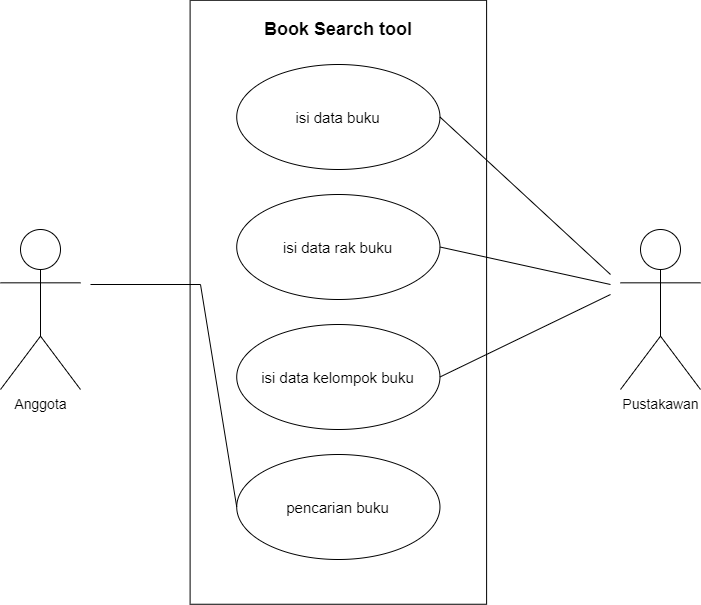 Book Search tool
isi data buku
isi data rak buku
isi data kelompok buku
pencarian buku
Anggota
Pustakawan